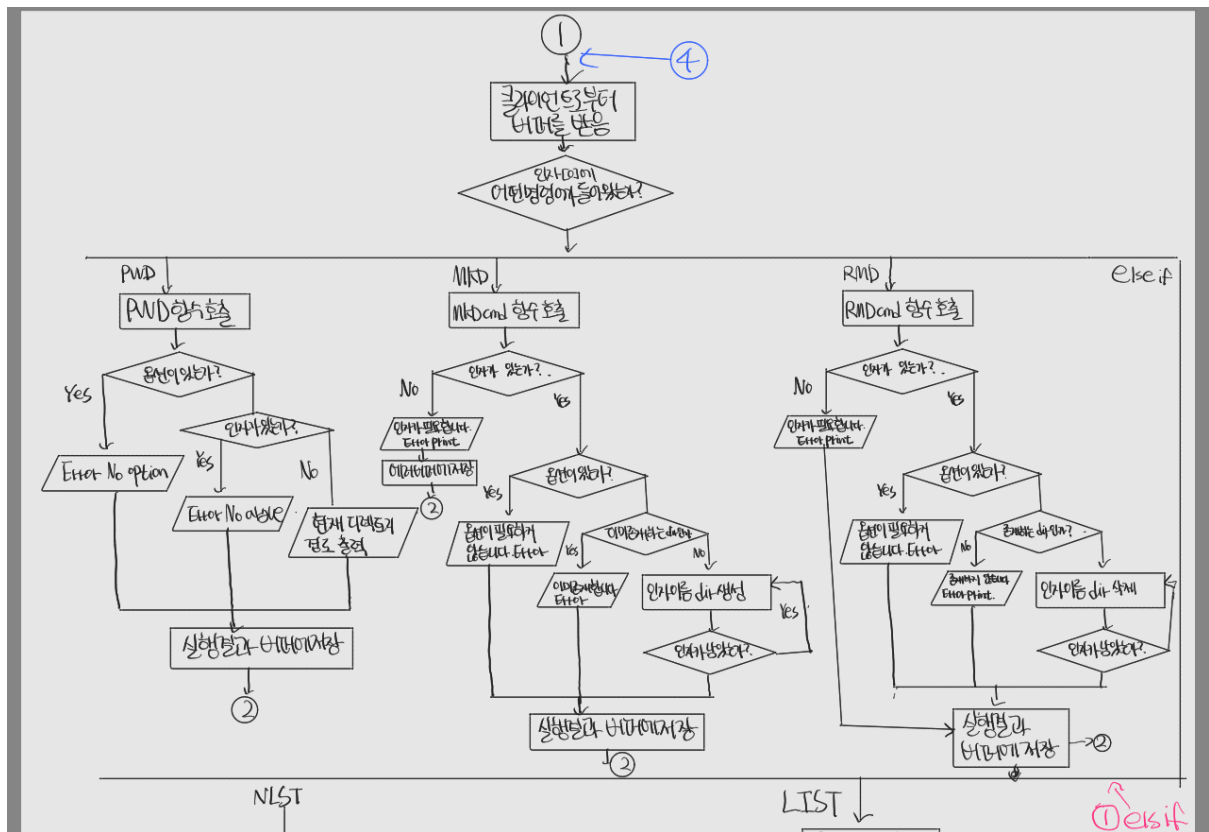 ①
④
클라이언트로부터
버퍼를 받음
인자[0]에
어떤명령어가 들어왔는가?
PWD
MKD
RMD
else if
PWD 함수 호출
MKDcmd 함수 호출
RMDcmd 함수 호출
옵션이 있는가?
인자가 있는가?
인자가 있는가?
Yes
No
Yes
No
Yes
인자가 있는가?
인자가 필요합니다.
Error print
인자가 필요합니다.
Error print
Error No option
Yes
No
에러 버퍼에 저장
②
옵션이 있는가?
옵션이 있는가?
Error No
현재 디렉토리
경로 출력
Yes
옵션이 필요하지
않습니다. Error
Yes
No
Yes
옵션이 필요하지
않습니다. Error
No
존재하는 dir인가?
이미존재합니다
Error
인자이름 dir 생성
Yes
존재하지 않습니다
Error print
인자이름 dir 삭제
인자가 남았는가?
인자가 남았는가?
실행결과 버퍼에저장
②
실행결과 버퍼에저장
②
실행결과
버퍼에 저장
②
NLST
LIST
① els if